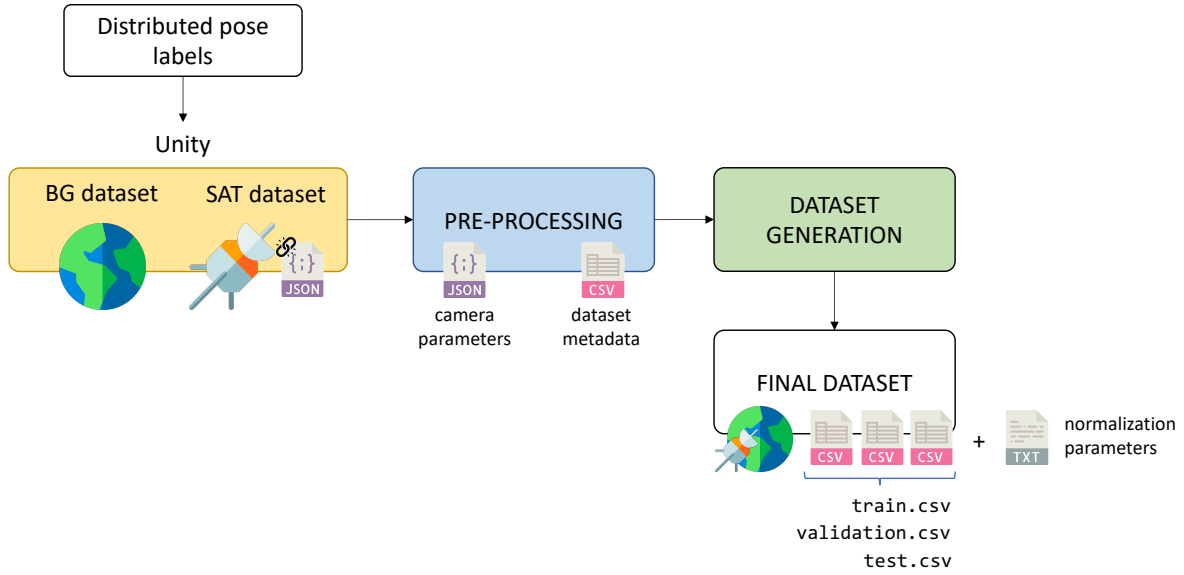 Distributed pose
labels
Unity
BG dataset
SAT dataset
{;}
JSON
PRE-PROCESSING
{;}
JSON
CSV
camera
parameters
dataset
metadata
DATASET
GENERATION
FINAL DATASET
CSV
CSV
CSV
+
TXT
normalization
parameters
train.csv
validation.csv
test.csv